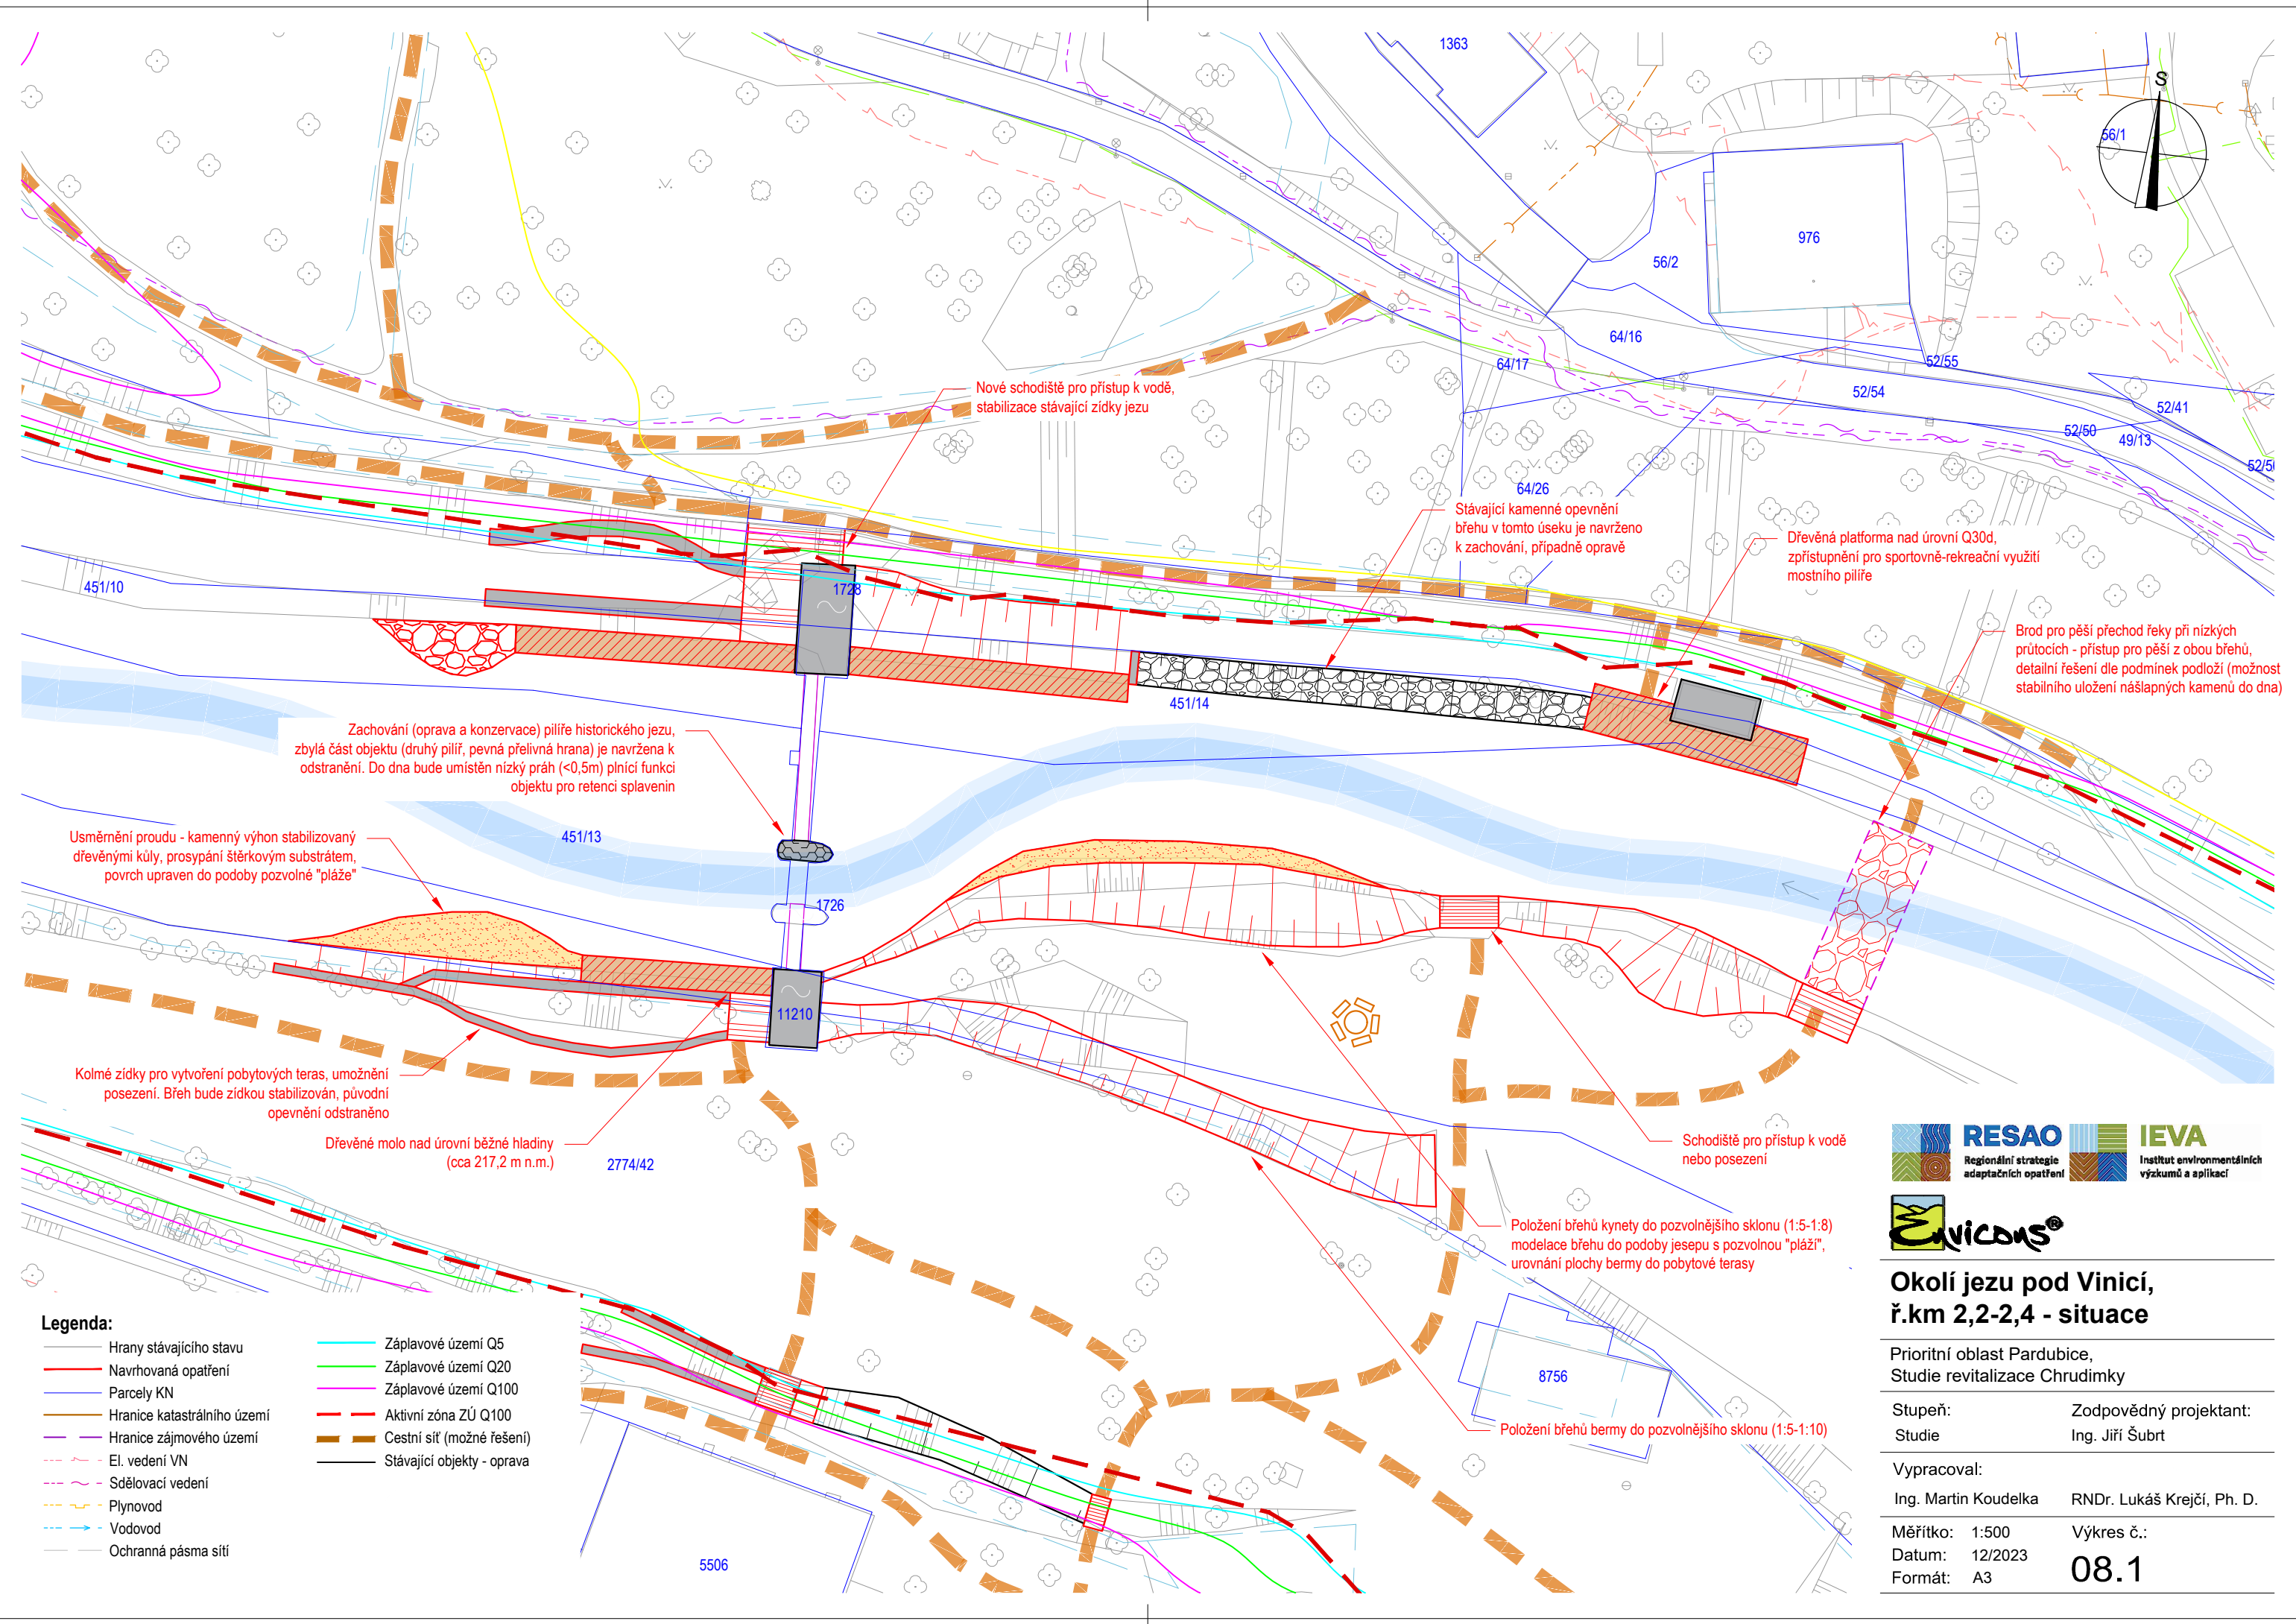 1363
S
56/1
976
56/2
64/16
64/17
52/55
52/54
52/41
52/50
49/13
64/26
Nové schodiště pro přístup k vodě,
stabilizace stávající zídky jezu
Stávající kamenné opevnění
břehu v tomto úseku je navrženo
k zachování, případně opravě
Dřevěná platforma nad úrovní Q30d,
zpřístupnění pro sportovně-rekreační využití
mostního pilíře
Brod pro pěší přechod řeky při nízkých
průtocích - přístup pro pěší z obou břehů,
detailní řešení dle podmínek podloží (možnost
stabilního uložení nášlapných kamenů do dna)
451/10
1728
451/14
Zachování (oprava a konzervace) pilíře historického jezu,
zbylá část objektu (druhý pilíř, pevná přelivná hrana) je navržena k
odstranění. Do dna bude umístěn nízký práh (<0,5m) plnící funkci
objektu pro retenci splavenin
451/13
Usměrnění proudu - kamenný výhon stabilizovaný
dřevěnými kůly, prosypání štěrkovým substrátem,
povrch upraven do podoby pozvolné "pláže"
1726
11210
Kolmé zídky pro vytvoření pobytových teras, umožnění
posezení. Břeh bude zídkou stabilizován, původní
opevnění odstraněno
Dřevěné molo nad úrovní běžné hladiny
(cca 217,2 m n.m.)
2774/42
Schodiště pro přístup k vodě
nebo posezení
Položení břehů kynety do pozvolnějšího sklonu (1:5-1:8)
modelace břehu do podoby jesepu s pozvolnou "pláží",
urovnání plochy bermy do pobytové terasy
8756
Položení břehů bermy do pozvolnějšího sklonu (1:5-1:10)
5506
Legenda:
Hrany stávajícího stavu
Navrhovaná opatření
Parcely KN
Hranice katastrálního území
Hranice zájmového území
El. vedení VN
Sdělovací vedení
Plynovod
Vodovod
Ochranná pásma sítí
Záplavové území Q5
Záplavové území Q20
Záplavové území Q100
Aktivní zóna ZÚ Q100
Cestní síť (možné řešení)
Stávající objekty - oprava
RESAO
Regionální strategie
adaptačních opatření
IEVA
Institut environmentálních
výzkumů a aplikací
Envicons®
Okolí jezu pod Vinicí,
ř.km 2,2-2,4 - situace
Prioritní oblast Pardubice,
Studie revitalizace Chrudimky
Stupeň: Zodpovědný projektant:
Studie Ing. Jiří Šubrt
Vypracoval:
Ing. Martin Koudelka RNDr. Lukáš Krejčí, Ph. D.
Měřítko: 1:500 Výkres č.:
Datum: 12/2023
Formát: A3
08.1